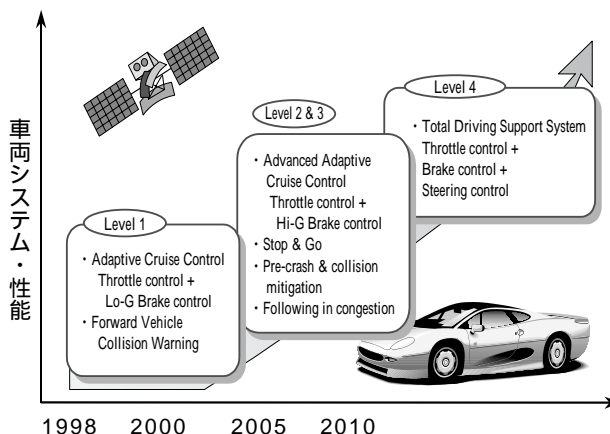 車両システム・性能
Level 1
・ Adaptive Cruise Control
Throttle control +
Lo-G Brake control
・ Forward Vehicle
Collision Warning
Level 2 & 3
・ Advanced Adaptive
Cruise Control
Throttle control +
Hi-G Brake control
・ Stop & Go
・ Pre-crash & collision
mitigation
・ Following in congestion
Level 4
・ Total Driving Support System
Throttle control +
Brake control +
Steering control
1998 2000 2005 2010